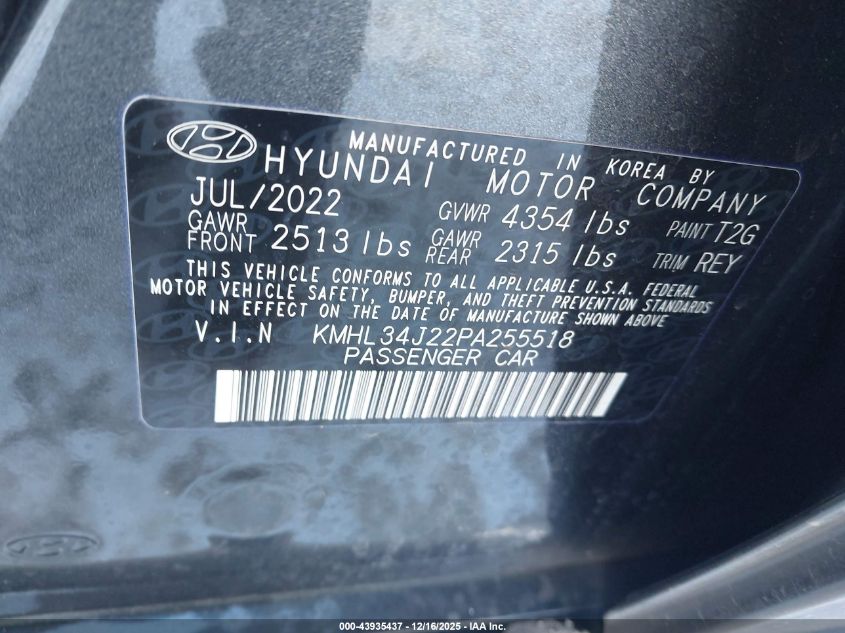 MANUFACTURED IN KOREA BY
HYUNDAI MOTOR COMPANY
JUL/2022 GVWR 4354 lbs PAINT T2G
GAWR FRONT 2513 lbs GAWR REAR 2315 lbs TRIM REY
THIS VEHICLE CONFORMS TO ALL APPLICABLE U.S.A. FEDERAL
MOTOR VEHICLE SAFETY, BUMPER, AND THEFT PREVENTION STANDARDS
IN EFFECT ON THE DATE OF MANUFACTURE SHOWN ABOVE
V.I.N KMHL34J22PA255518
PASSENGER CAR
000-43935437 - 12/16/2025 - IAA Inc.